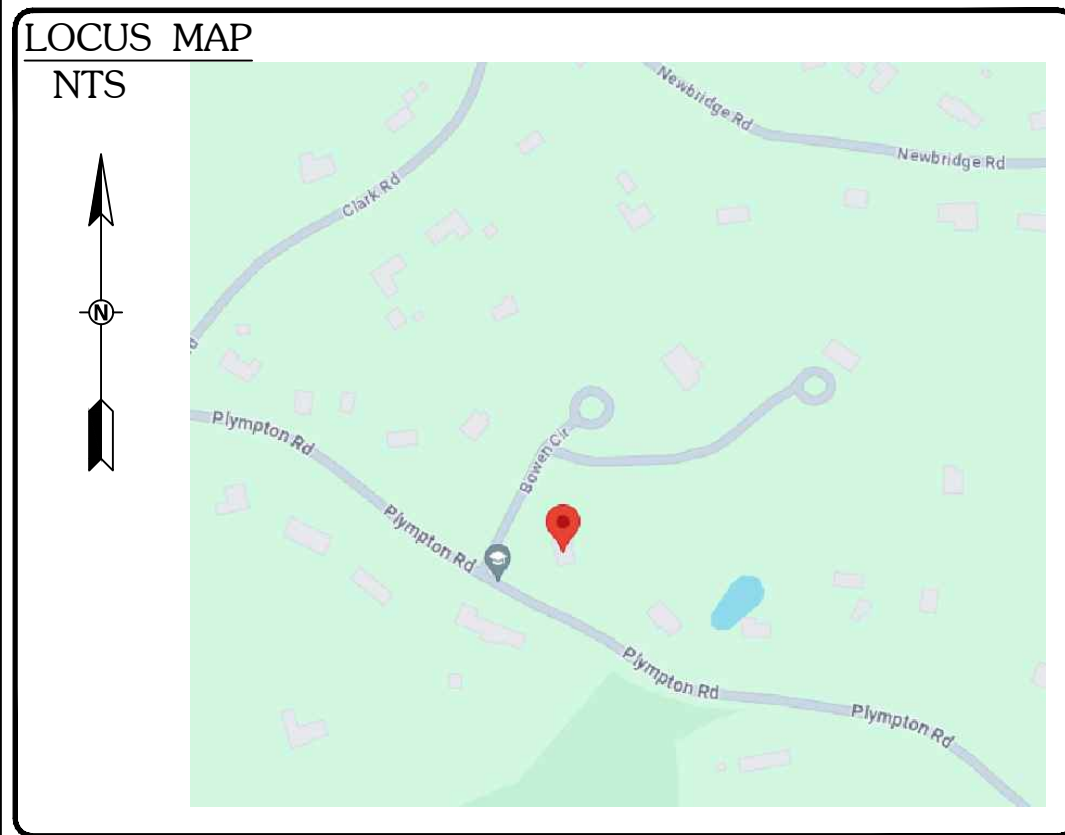 LOCUS MAP
NTS
Newbridge Rd
Newbridge Rd
Clark Rd
N
Plympton Rd
Bowen Cir
Plympton Rd
Plympton Rd
Plympton Rd